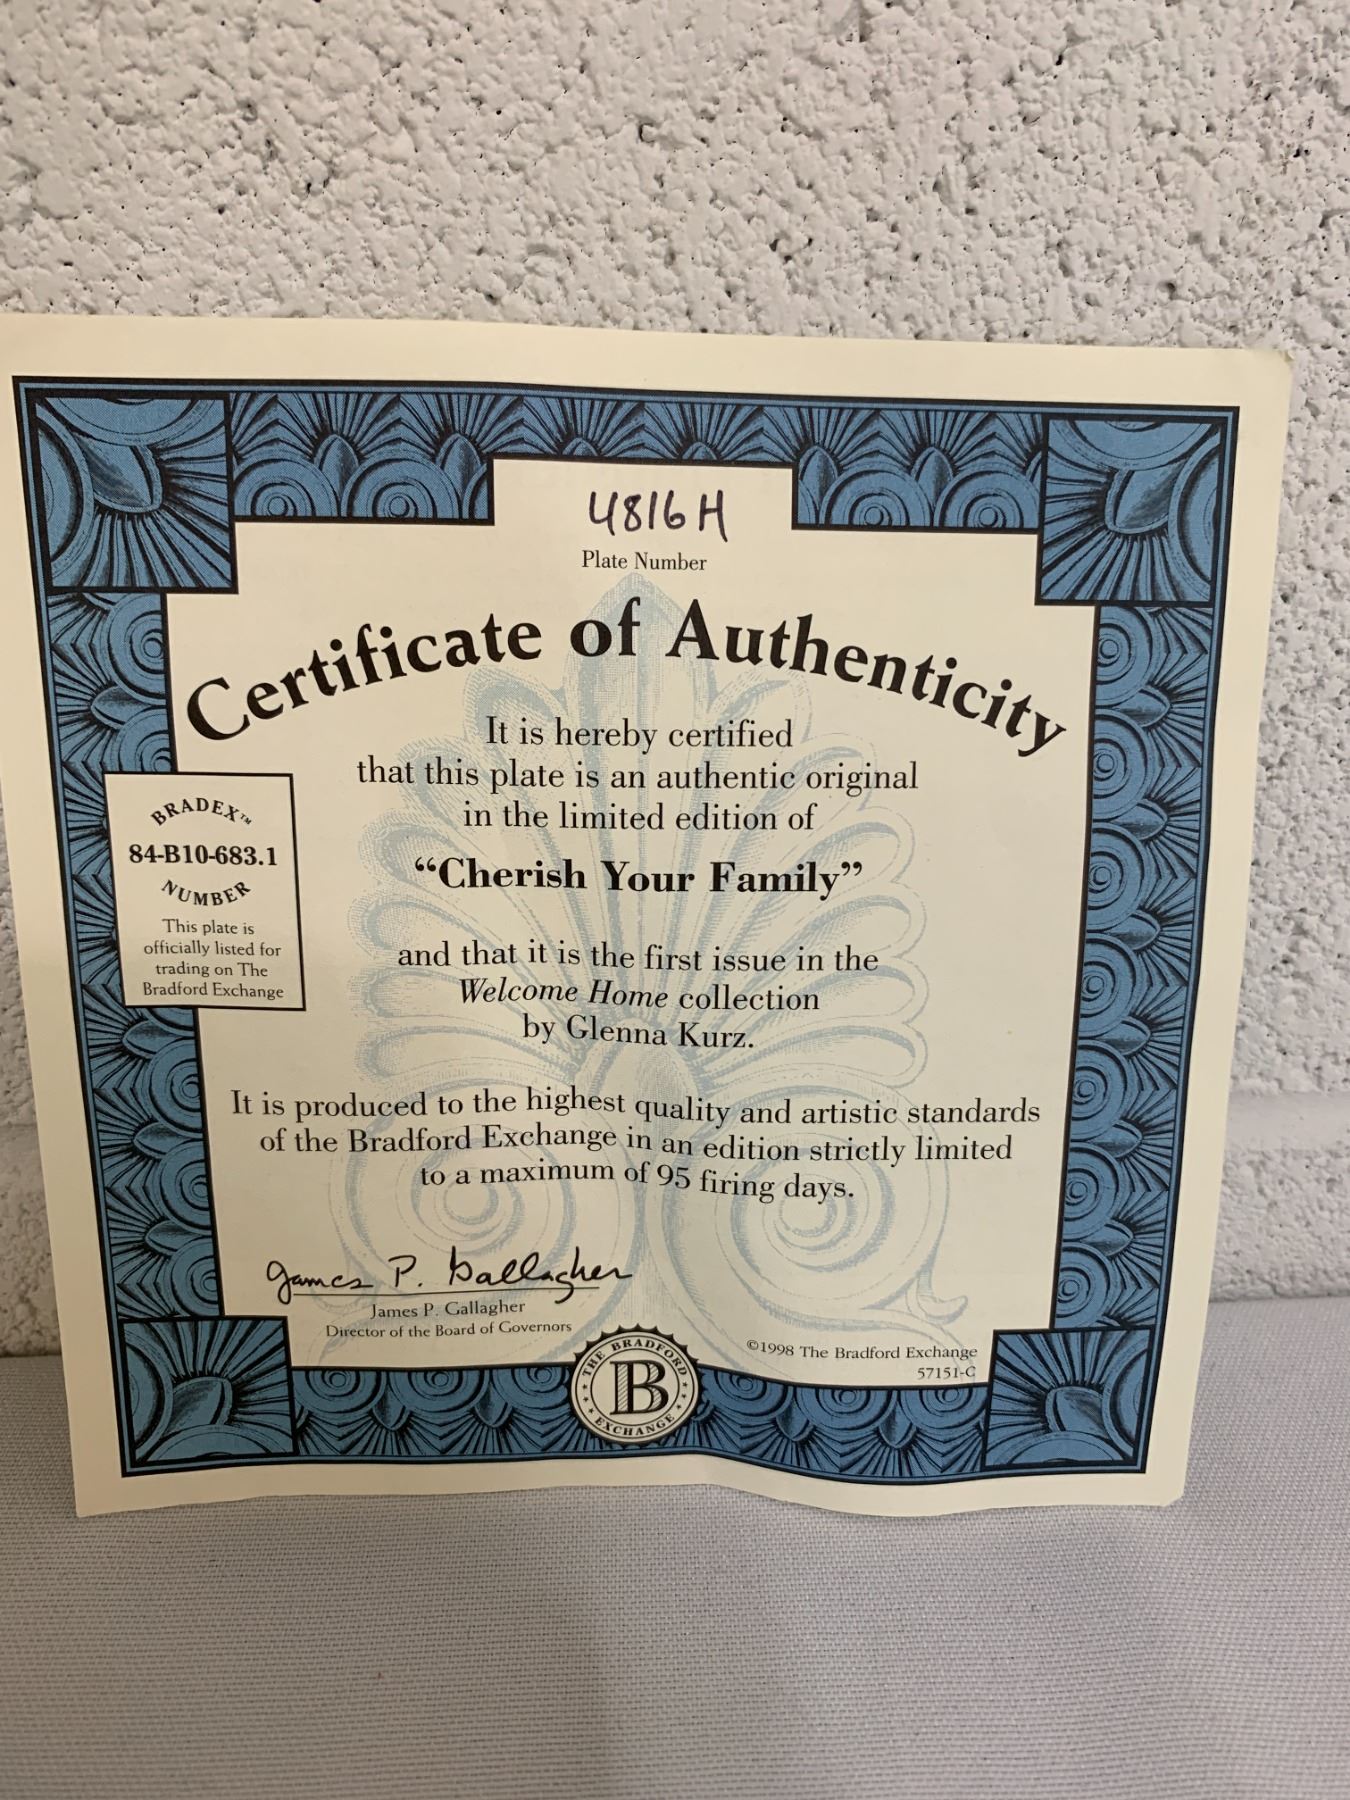 4816H
Plate Number
Certificate of Authenticity
It is hereby certified
that this plate is an authentic original
in the limited edition of
“Cherish Your Family”
and that it is the first issue in the
Welcome Home collection
by Glenna Kurz.
It is produced to the highest quality and artistic standards
of the Bradford Exchange in an edition strictly limited
to a maximum of 95 firing days.
BRADEX™
84-B10-683.1
NUMBER
This plate is
officially listed for
trading on The
Bradford Exchange
James P. Gallagher
James P. Gallagher
Director of the Board of Governors
THE BRADFORD
B
EXCHANGE
©1998 The Bradford Exchange
57151-C